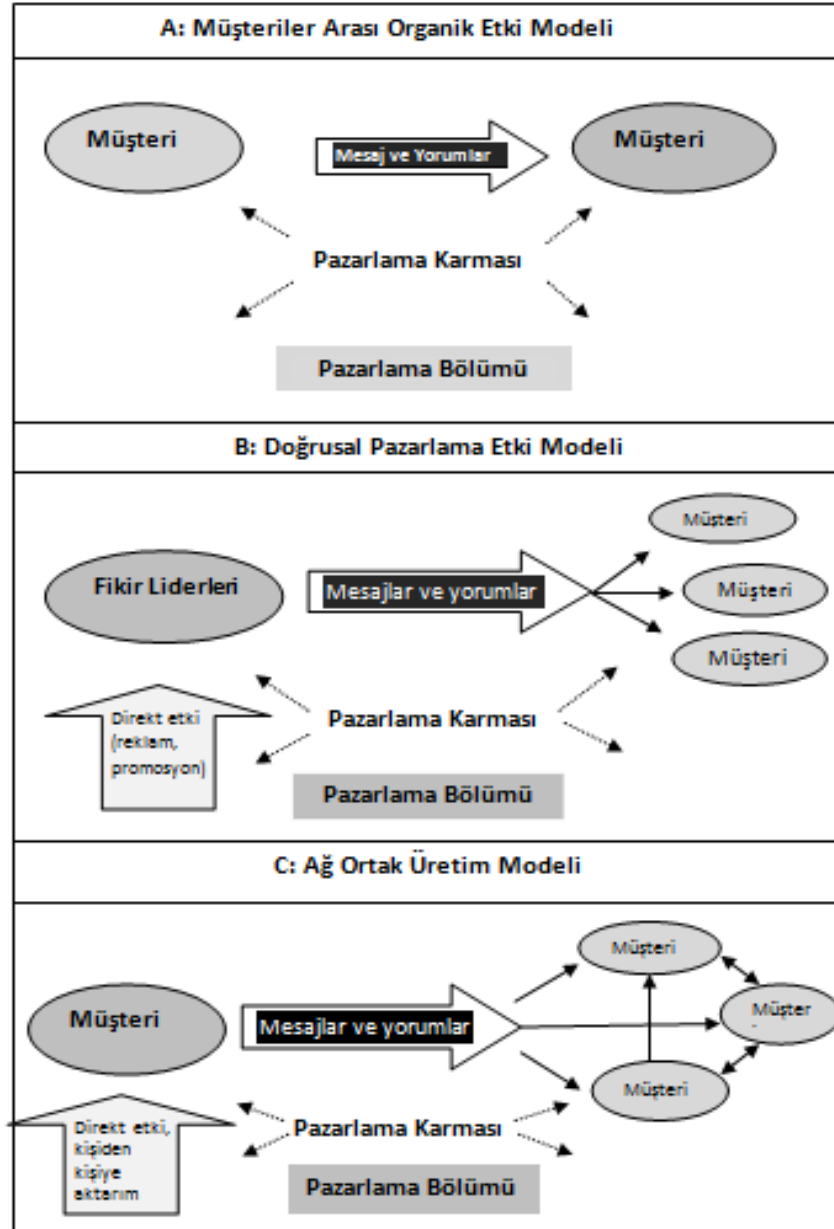 A: Müşteriler Arası Organik Etki Modeli
Müşteri
Mesaj ve Yorumlar
Müşteri
Pazarlama Karması
Pazarlama Bölümü
B: Doğrusal Pazarlama Etki Modeli
Müşteri
Fikir Liderleri
Mesajlar ve yorumlar
Müşteri
Müşteri
Direkt etki
(reklam,
promosyon)
Pazarlama Karması
Pazarlama Bölümü
C: Ağ Ortak Üretim Modeli
Müşteri
Müşteri
Mesajlar ve yorumlar
Müşter
Müşteri
Direkt etki,
kişiden
kişiye
aktarım
Pazarlama Karması
Pazarlama Bölümü